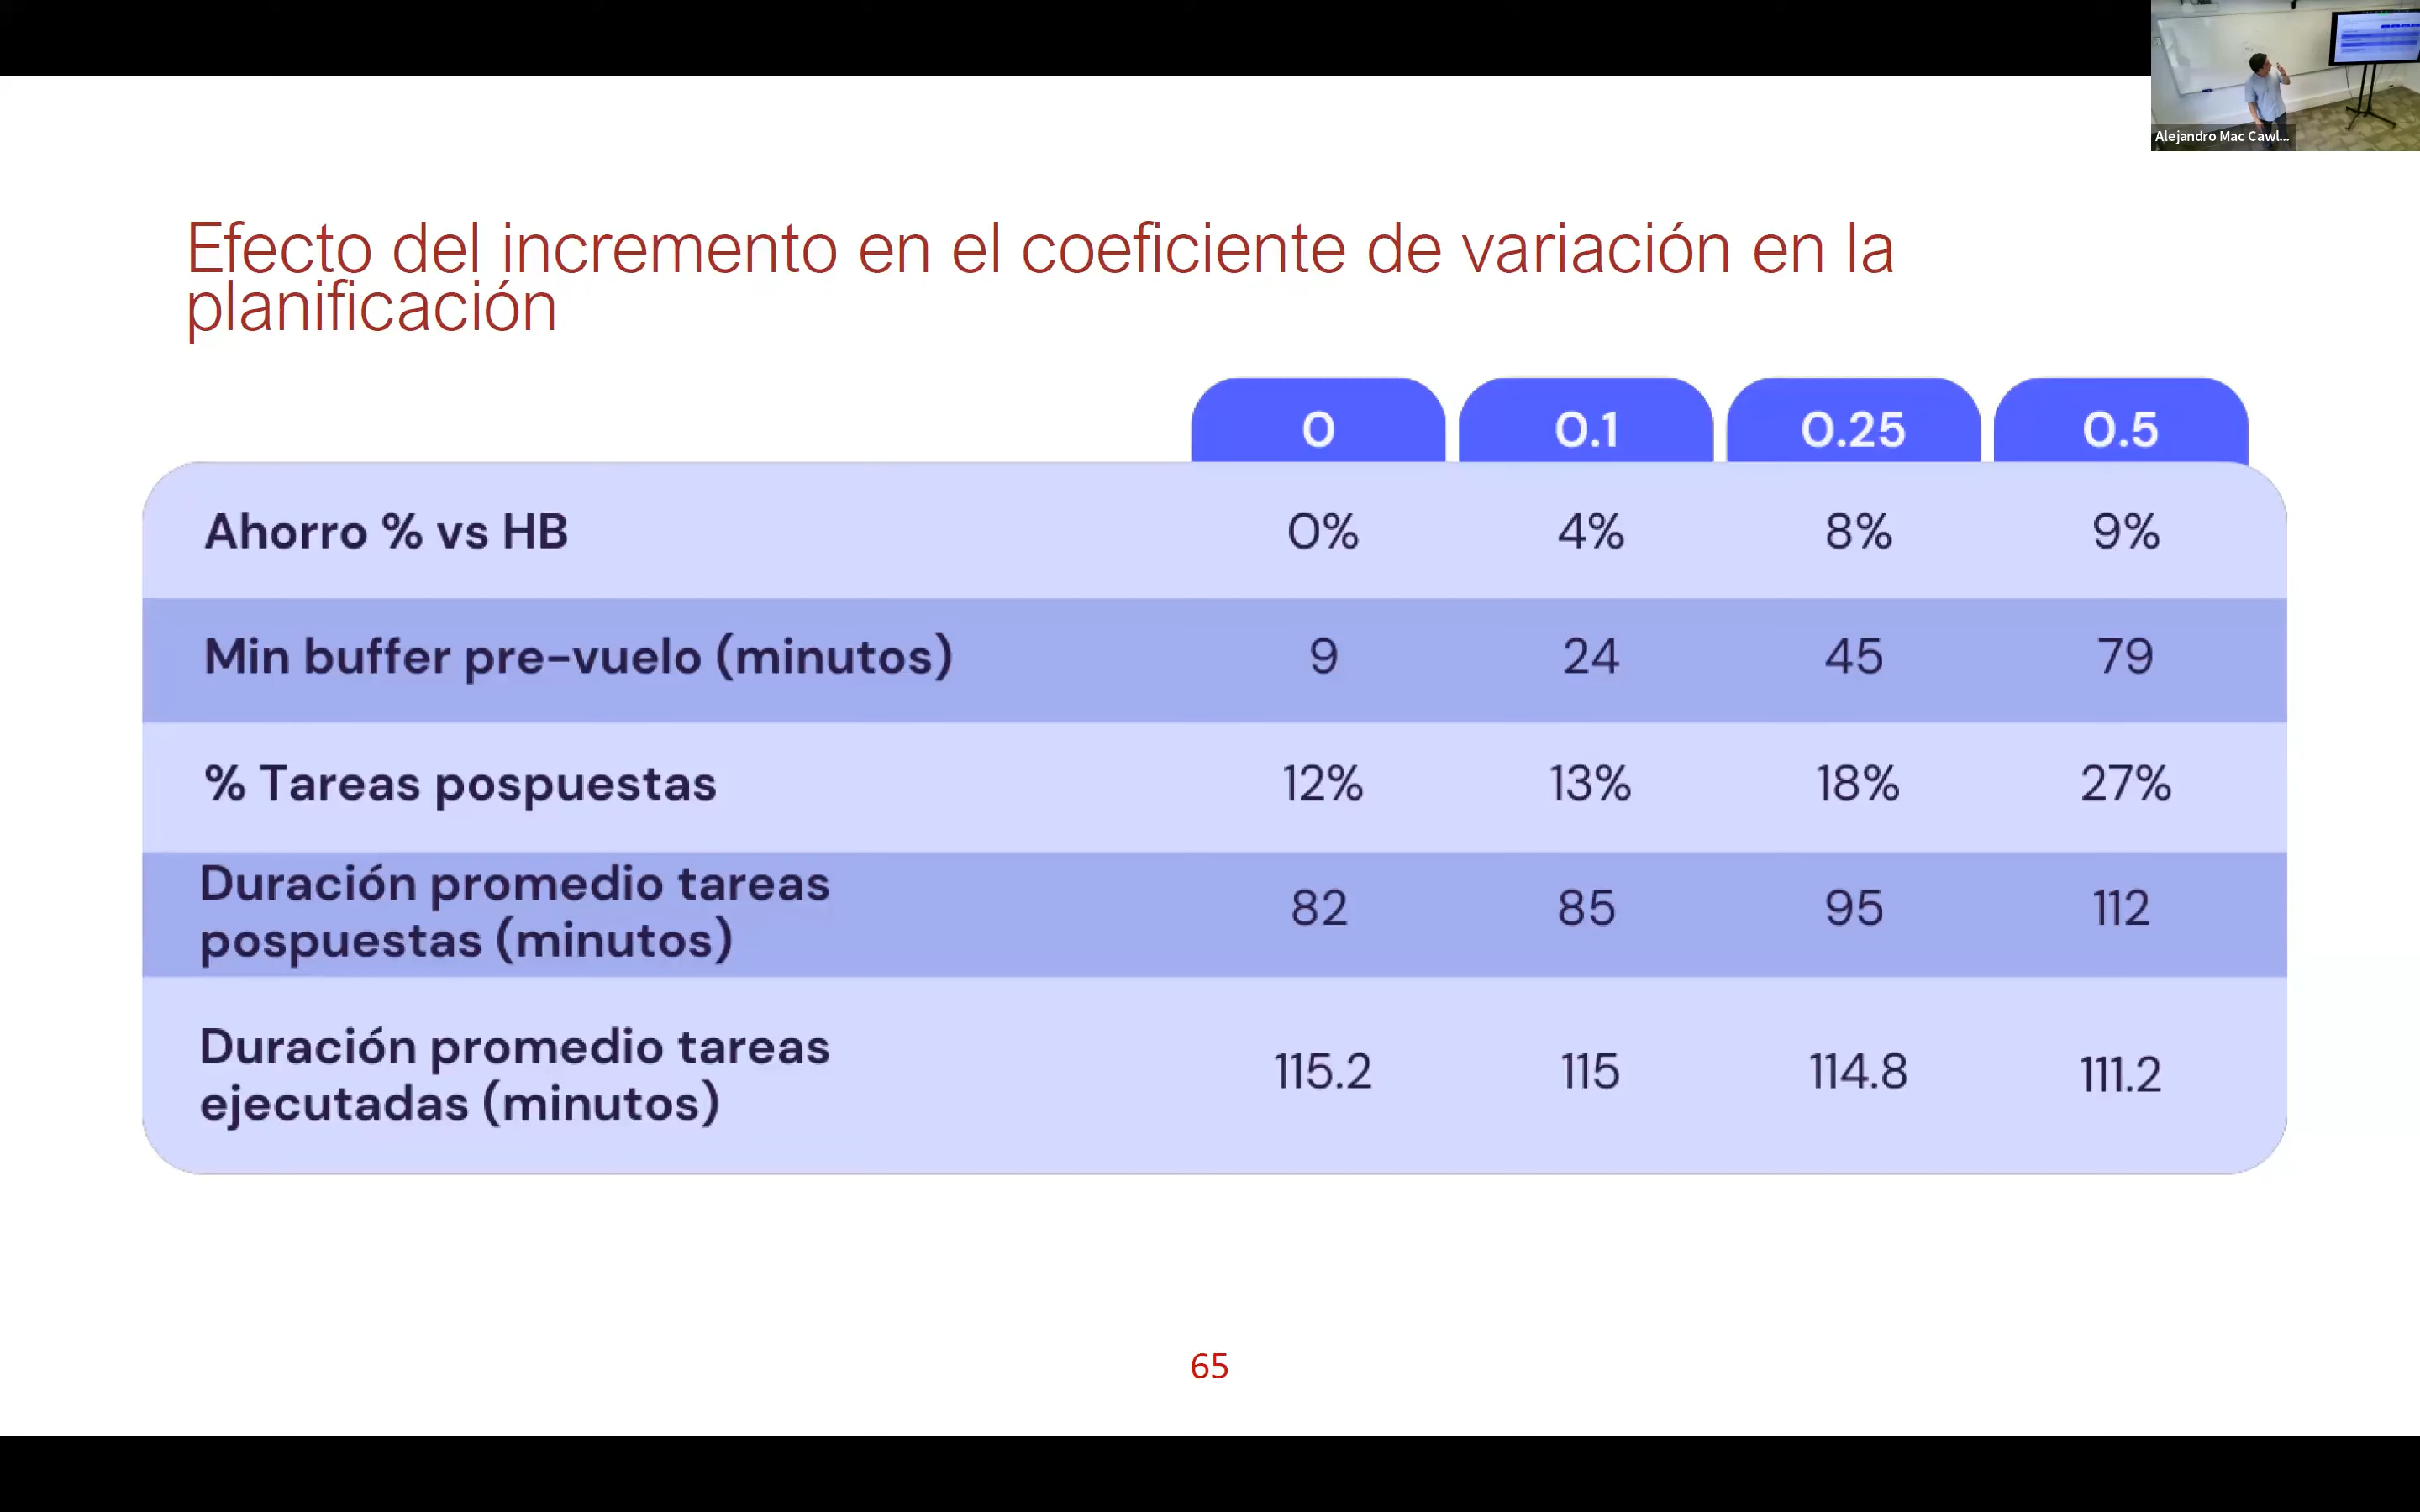 Alejandro Mac Cawl...
Efecto del incremento en el coeficiente de variación en la
planificación
0 0.1 0.25 0.5
Ahorro % vs HB 0% 4% 8% 9%
Min buffer pre-vuelo (minutos) 9 24 45 79
% Tareas pospuestas 12% 13% 18% 27%
Duración promedio tareas
pospuestas (minutos) 82 85 95 112
Duración promedio tareas
ejecutadas (minutos) 115.2 115 114.8 111.2
65